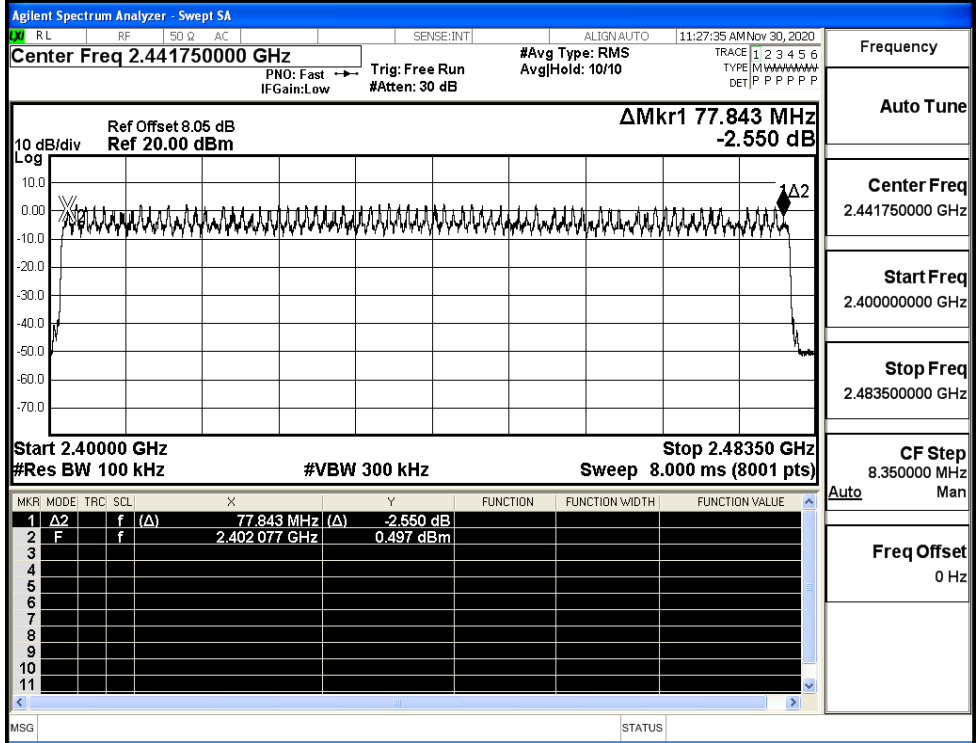 Agilent Spectrum Analyzer - Swept SA
LXI RL RF 50 Ω AC SENSE:INT ALIGN AUTO 11:27:35 AM Nov 30, 2020
Center Freq 2.441750000 GHz
PNO: Fast
IFGain:Low
Trig: Free Run
#Atten: 30 dB
#Avg Type: RMS
Avg|Hold: 10/10
TRACE 1 2 3 4 5 6
TYPE M W W W W W
DET P P P P P P
ΔMkr1 77.843 MHz
-2.550 dB
Ref Offset 8.05 dB
10 dB/div Ref 20.00 dBm
Log
10.0
0.00
-10.0
-20.0
-30.0
-40.0
-50.0
-60.0
-70.0
2
1Δ2
Start 2.40000 GHz Stop 2.48350 GHz
#Res BW 100 kHz #VBW 300 kHz Sweep 8.000 ms (8001 pts)
MKR MODE TRC SCL X Y FUNCTION FUNCTION WIDTH FUNCTION VALUE
1 Δ2 f (Δ) 77.843 MHz (Δ) -2.550 dB
2 F f 2.402 077 GHz 0.497 dBm
3
4
5
6
7
8
9
10
11
MSG STATUS
Frequency
Auto Tune
Center Freq
2.441750000 GHz
Start Freq
2.400000000 GHz
Stop Freq
2.483500000 GHz
CF Step
8.350000 MHz
Auto Man
Freq Offset
0 Hz